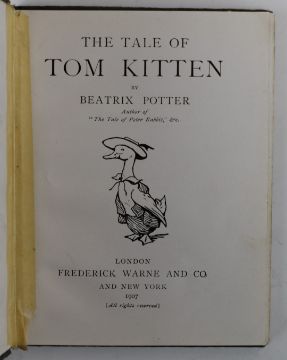 THE TALE OF
TOM KITTEN
BY
BEATRIX POTTER
Author of
"The Tale of Peter Rabbit," &c.
LONDON
FREDERICK WARNE AND CO.
AND NEW YORK
1907
(All rights reserved)